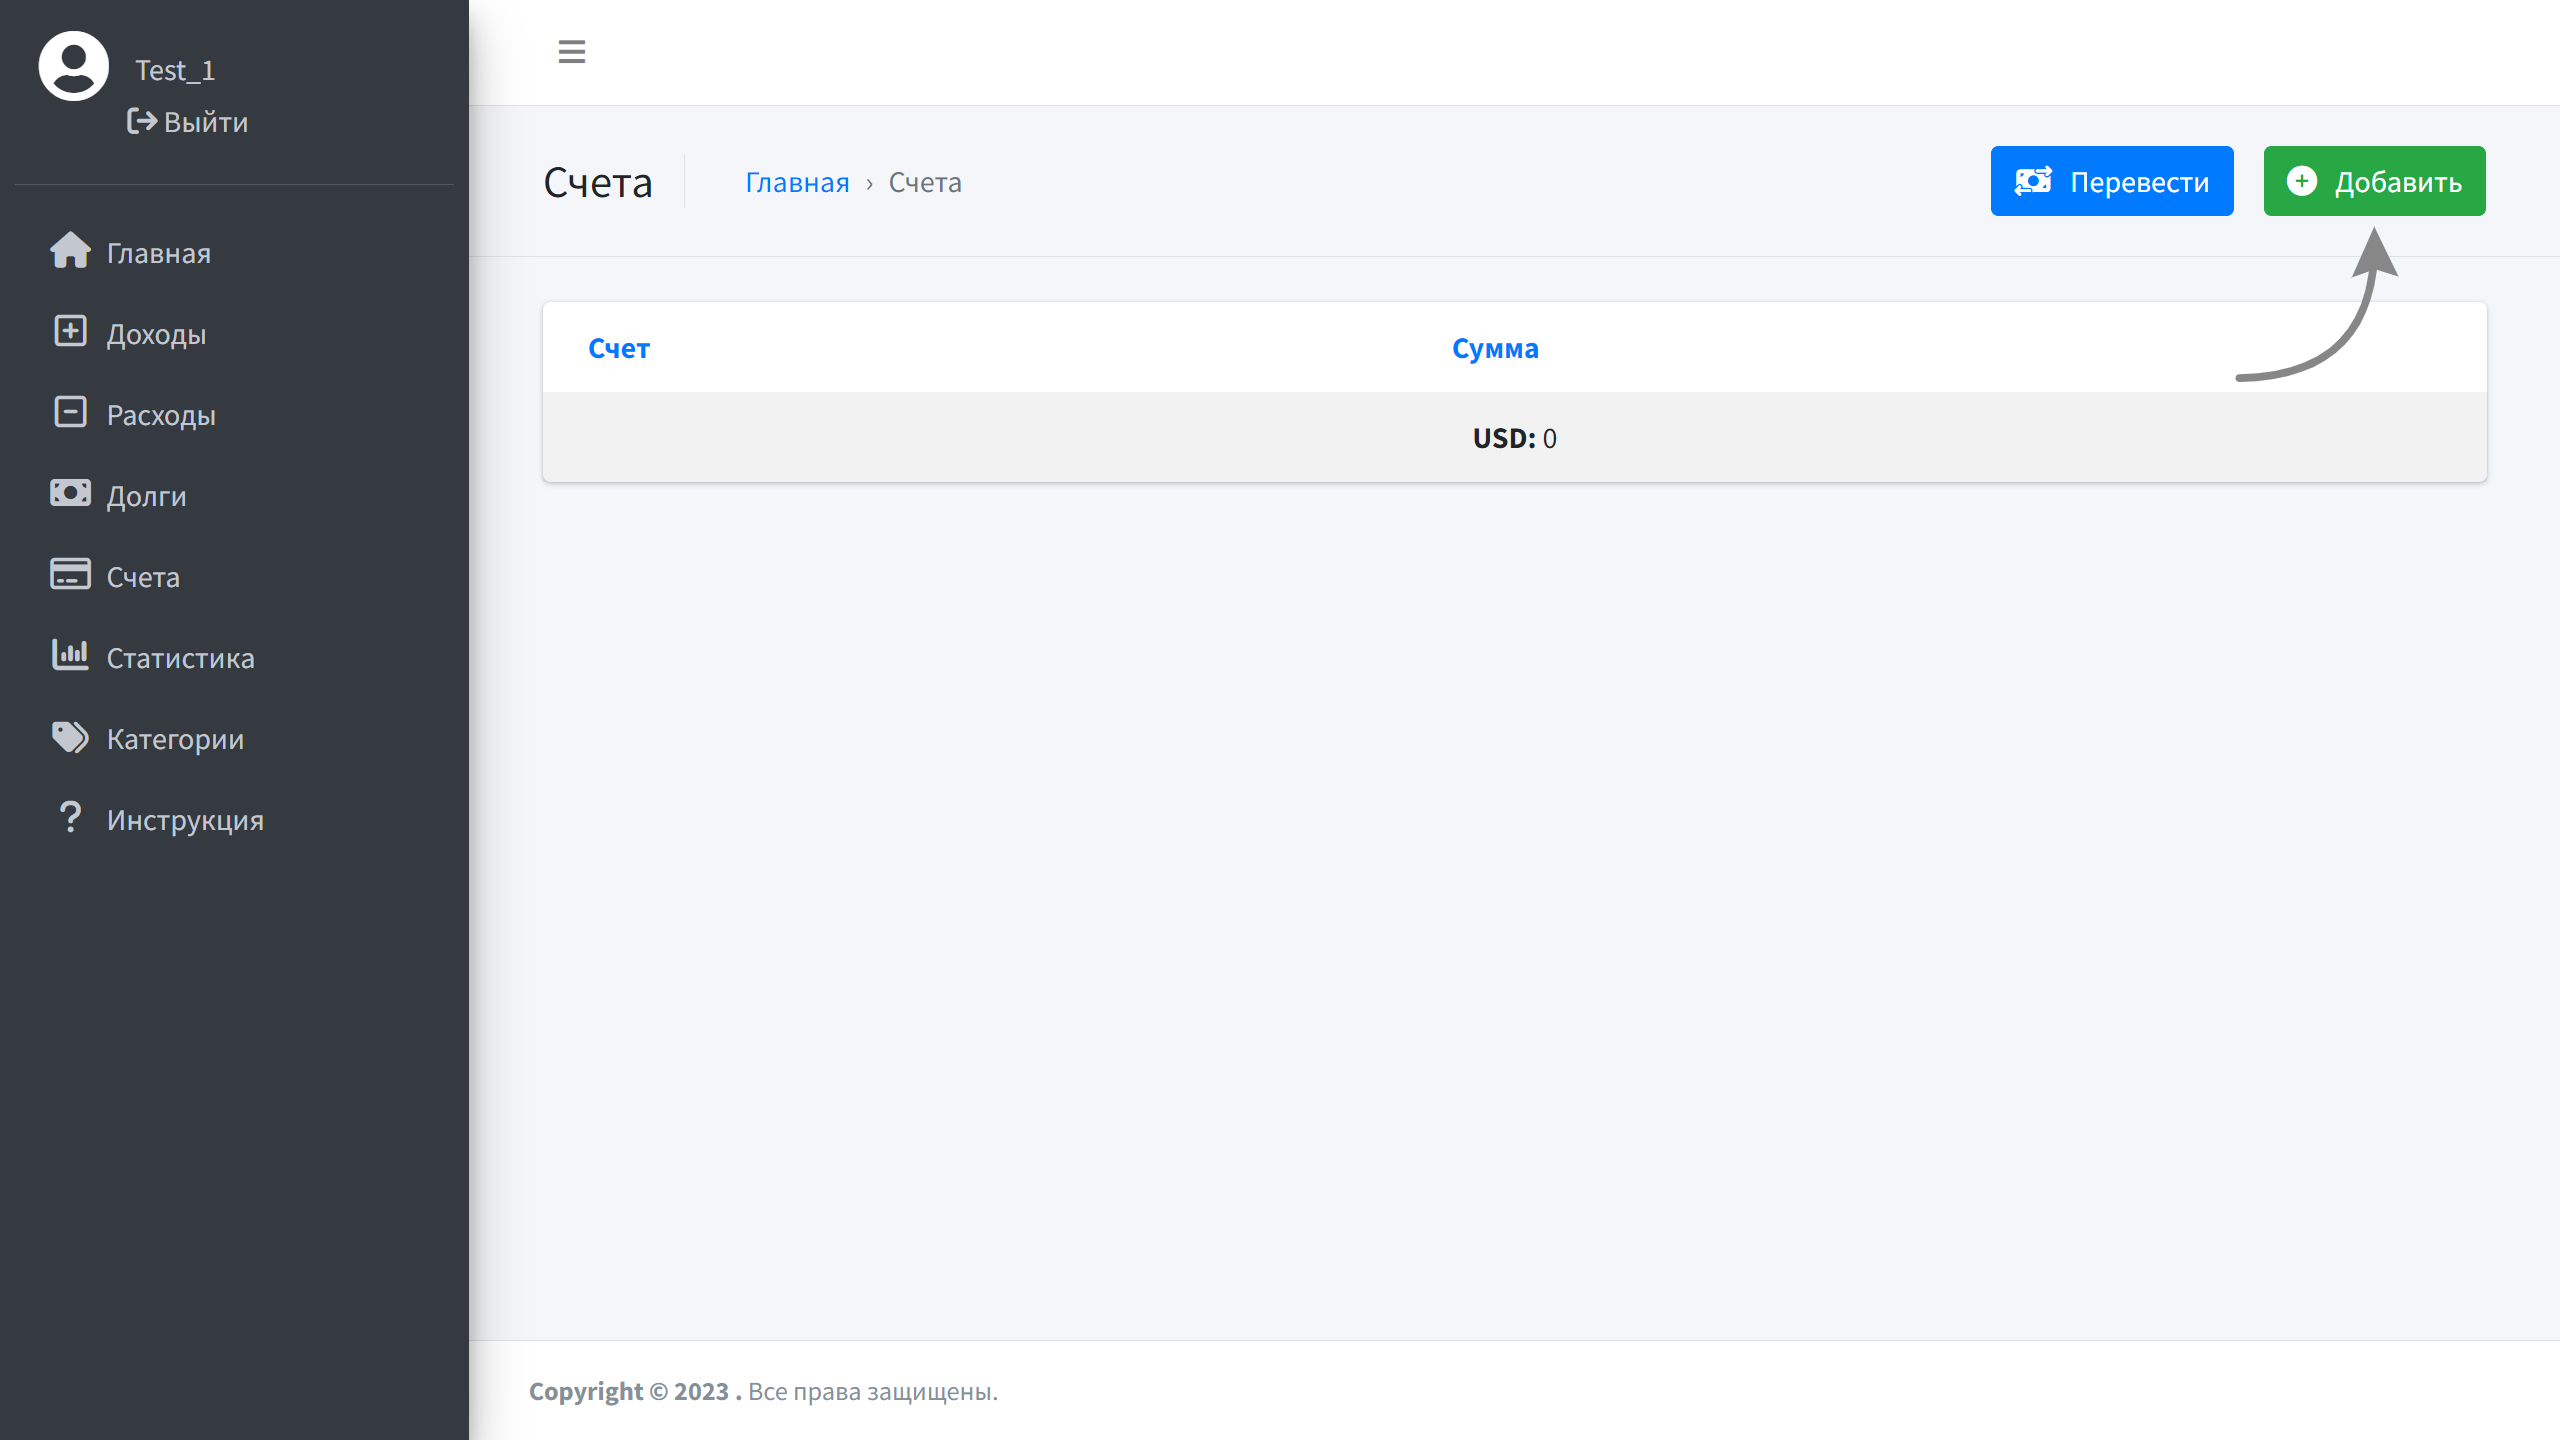 Test_1
Выйти
Главная
Доходы
Расходы
Долги
Счета
Статистика
Категории
Инструкция
Счета
Главная › Счета
Перевести
Добавить
Счет Сумма
USD: 0
Copyright © 2023 . Все права защищены.